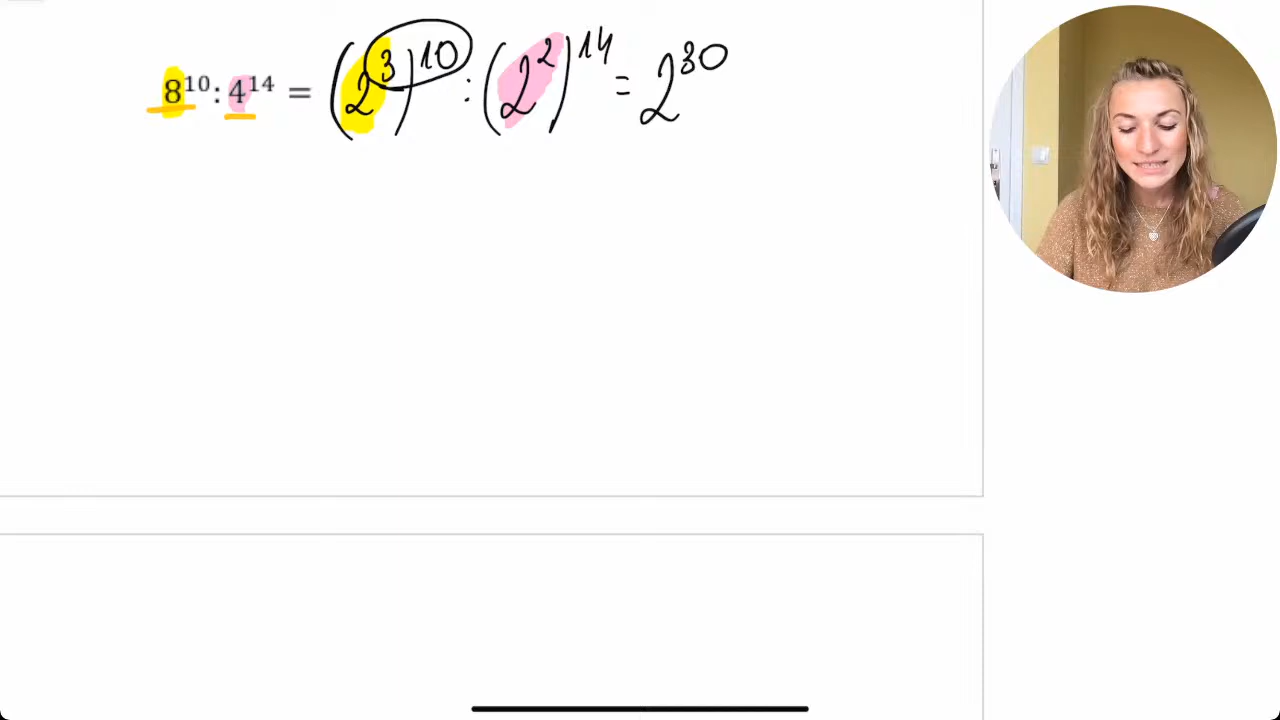 8¹⁰ : 4¹⁴ = (2³)¹⁰ : (2²)¹⁴ = 2³⁰